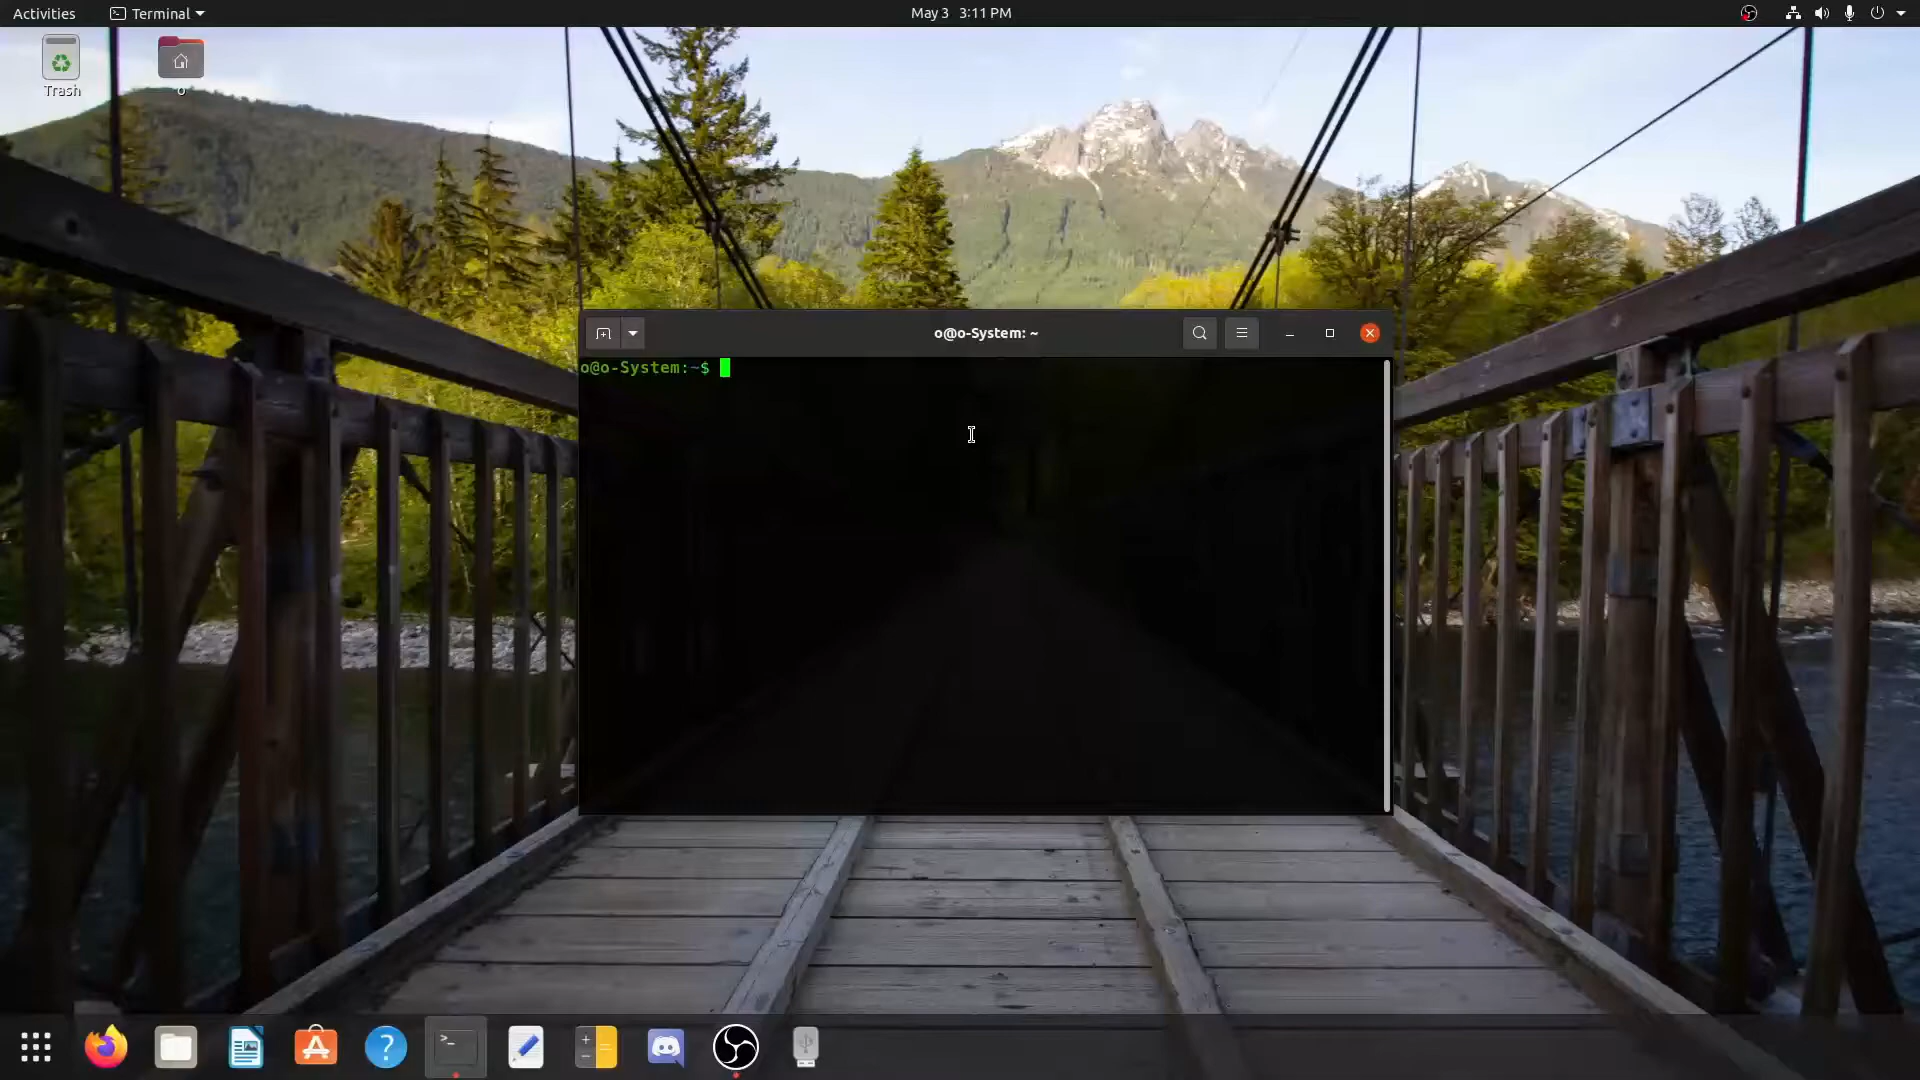 Activities
Terminal
May 3 3:11 PM
Trash
o
o@o-System: ~
o@o-System:~$